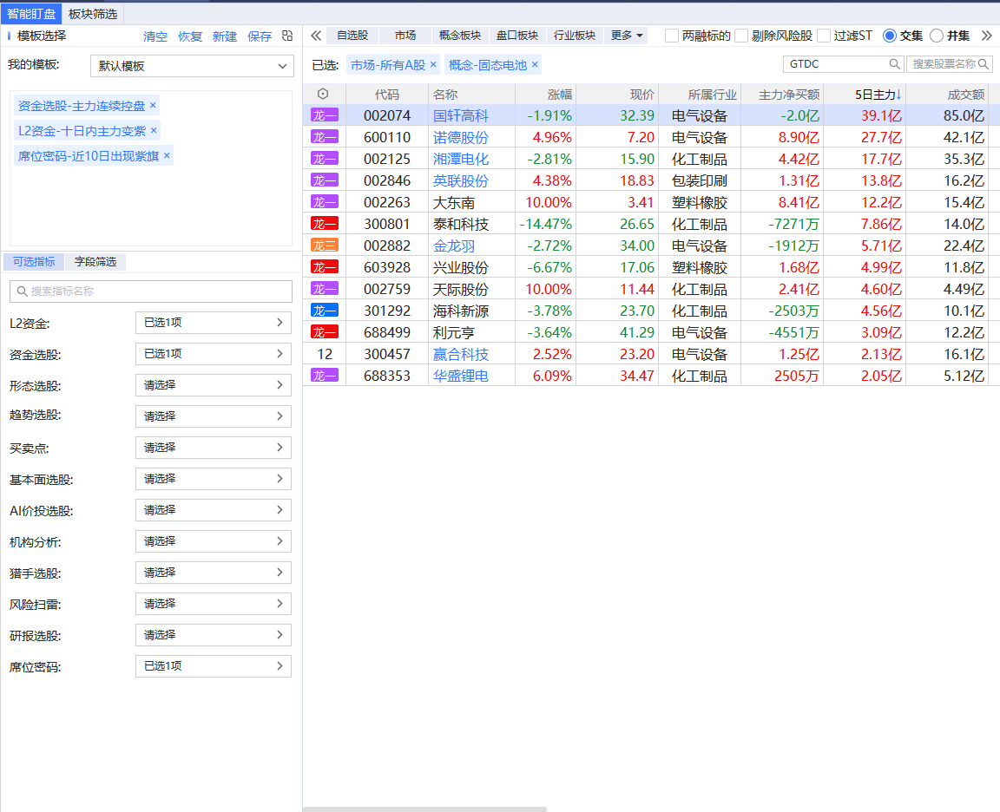 智能盯盘 板块筛选
模板选择 清空 恢复 新建 保存
我的模板: 默认模板
资金选股-主力连续控盘 ×
L2资金-十日内主力变紫 ×
席位密码-近10日出现紫旗 ×
可选指标 字段筛选
搜索指标名称
L2资金: 已选1项
资金选股: 已选1项
形态选股: 请选择
趋势选股: 请选择
买卖点: 请选择
基本面选股: 请选择
AI价投选股: 请选择
机构分析: 请选择
猎手选股: 请选择
风险扫雷: 请选择
研报选股: 请选择
席位密码: 已选1项
自选股 市场 概念板块 盘口板块 行业板块 更多 两融标的 剔除风险股 过滤ST 交集 并集
已选: 市场-所有A股 × 概念-固态电池 × GTDC 搜索股票名称
代码 名称 涨幅 现价 所属行业 主力净买额 5日主力↓ 成交额
龙一 002074 国轩高科 -1.91% 32.39 电气设备 -2.0亿 39.1亿 85.0亿
龙一 600110 诺德股份 4.96% 7.20 电气设备 8.90亿 27.7亿 42.1亿
龙一 002125 湘潭电化 -2.81% 15.90 化工制品 4.42亿 17.7亿 35.3亿
龙一 002846 英联股份 4.38% 18.83 包装印刷 1.31亿 13.8亿 16.2亿
龙一 002263 大东南 10.00% 3.41 塑料橡胶 8.41亿 12.2亿 15.4亿
龙一 300801 泰和科技 -14.47% 26.65 化工制品 -7271万 7.86亿 14.0亿
龙三 002882 金龙羽 -2.72% 34.00 电气设备 -1912万 5.71亿 22.4亿
龙一 603928 兴业股份 -6.67% 17.06 塑料橡胶 1.68亿 4.99亿 11.8亿
龙一 002759 天际股份 10.00% 11.44 化工制品 2.41亿 4.60亿 4.49亿
龙一 301292 海科新源 -3.78% 23.70 化工制品 -2503万 4.56亿 10.1亿
龙一 688499 利元亨 -3.64% 41.29 电气设备 -4551万 3.09亿 12.2亿
12 300457 赢合科技 2.52% 23.20 电气设备 1.25亿 2.13亿 16.1亿
龙一 688353 华盛锂电 6.09% 34.47 化工制品 2505万 2.05亿 5.12亿